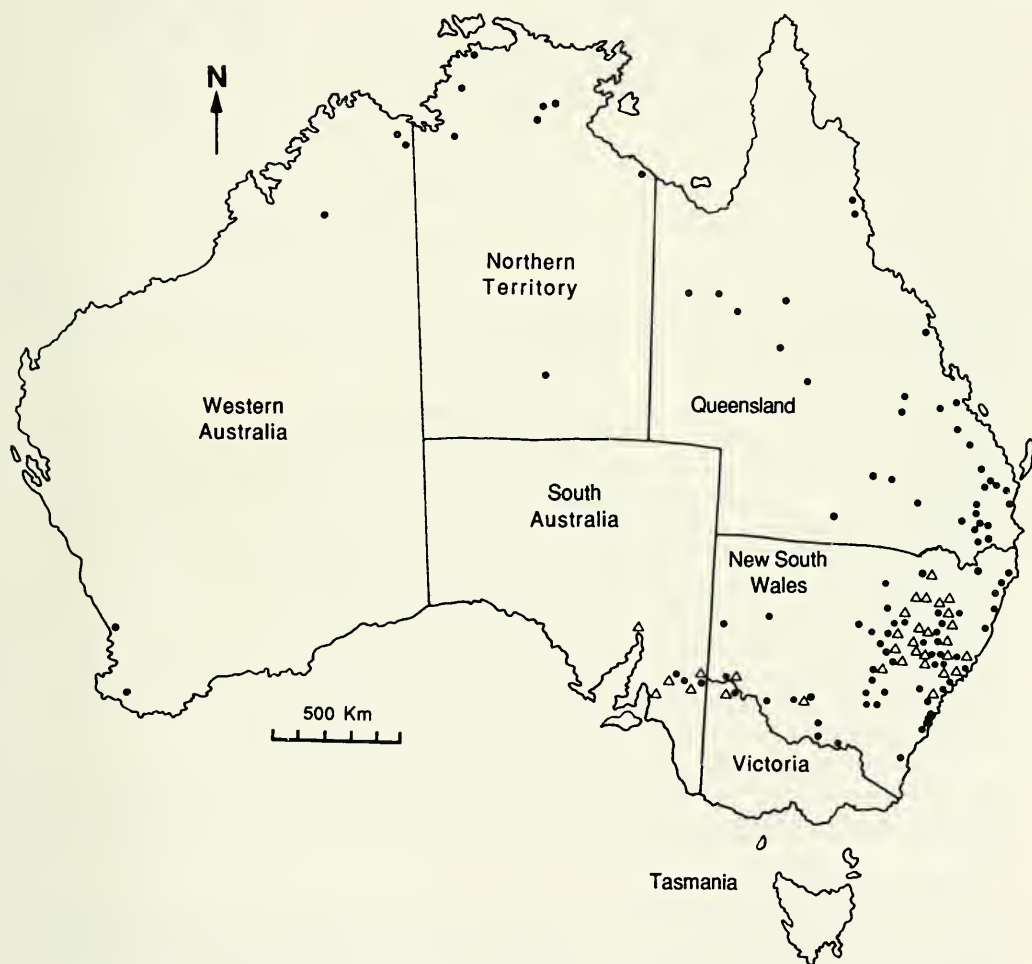 N
Northern
Territory
Western
Australia
Queensland
South
Australia
New South
Wales
500 Km
Victoria
Tasmania